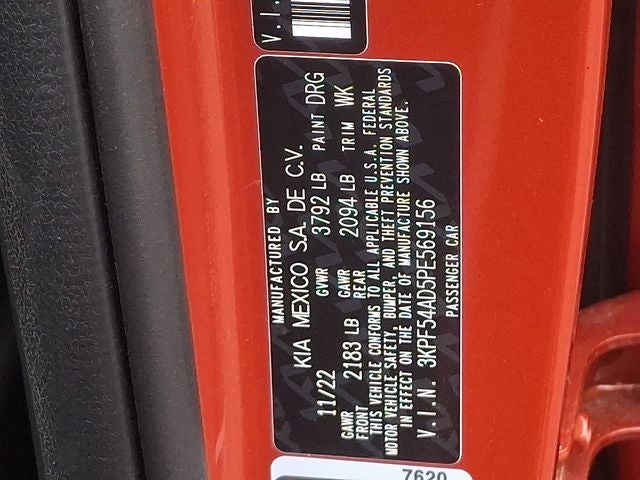 V.I.
MANUFACTURED BY
KIA MEXICO S.A. DE C.V.
11/22 GVWR 3792 LB PAINT DRG
GAWR FRONT 2183 LB GAWR REAR 2094 LB TRIM WK
THIS VEHICLE CONFORMS TO ALL APPLICABLE U.S.A. FEDERAL
MOTOR VEHICLE SAFETY, BUMPER, AND THEFT PREVENTION STANDARDS
IN EFFECT ON THE DATE OF MANUFACTURE SHOWN ABOVE.
V.I.N. 3KPF54AD5PE569156
PASSENGER CAR
7620